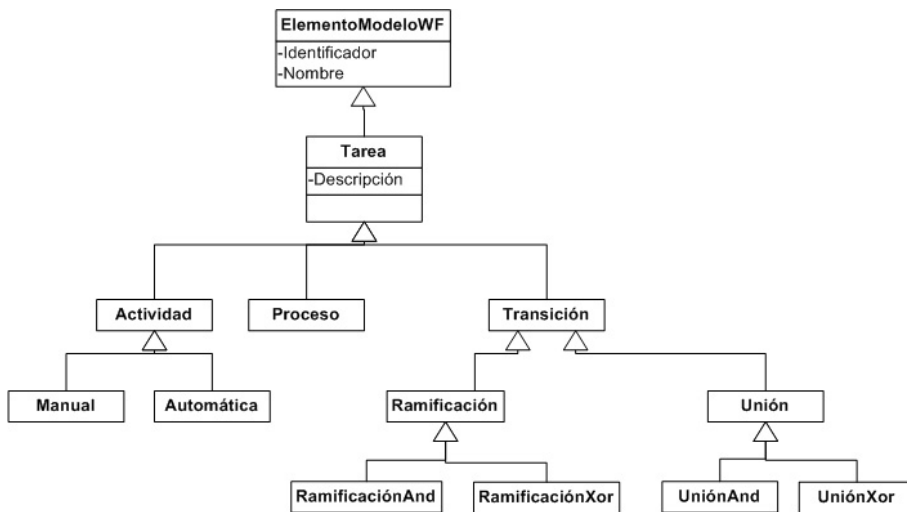 ElementoModeloWF
-Identificador
-Nombre
Tarea
-Descripción
Actividad
Proceso
Transición
Manual
Automática
Ramificación
Unión
RamificaciónAnd
RamificaciónXor
UniónAnd
UniónXor